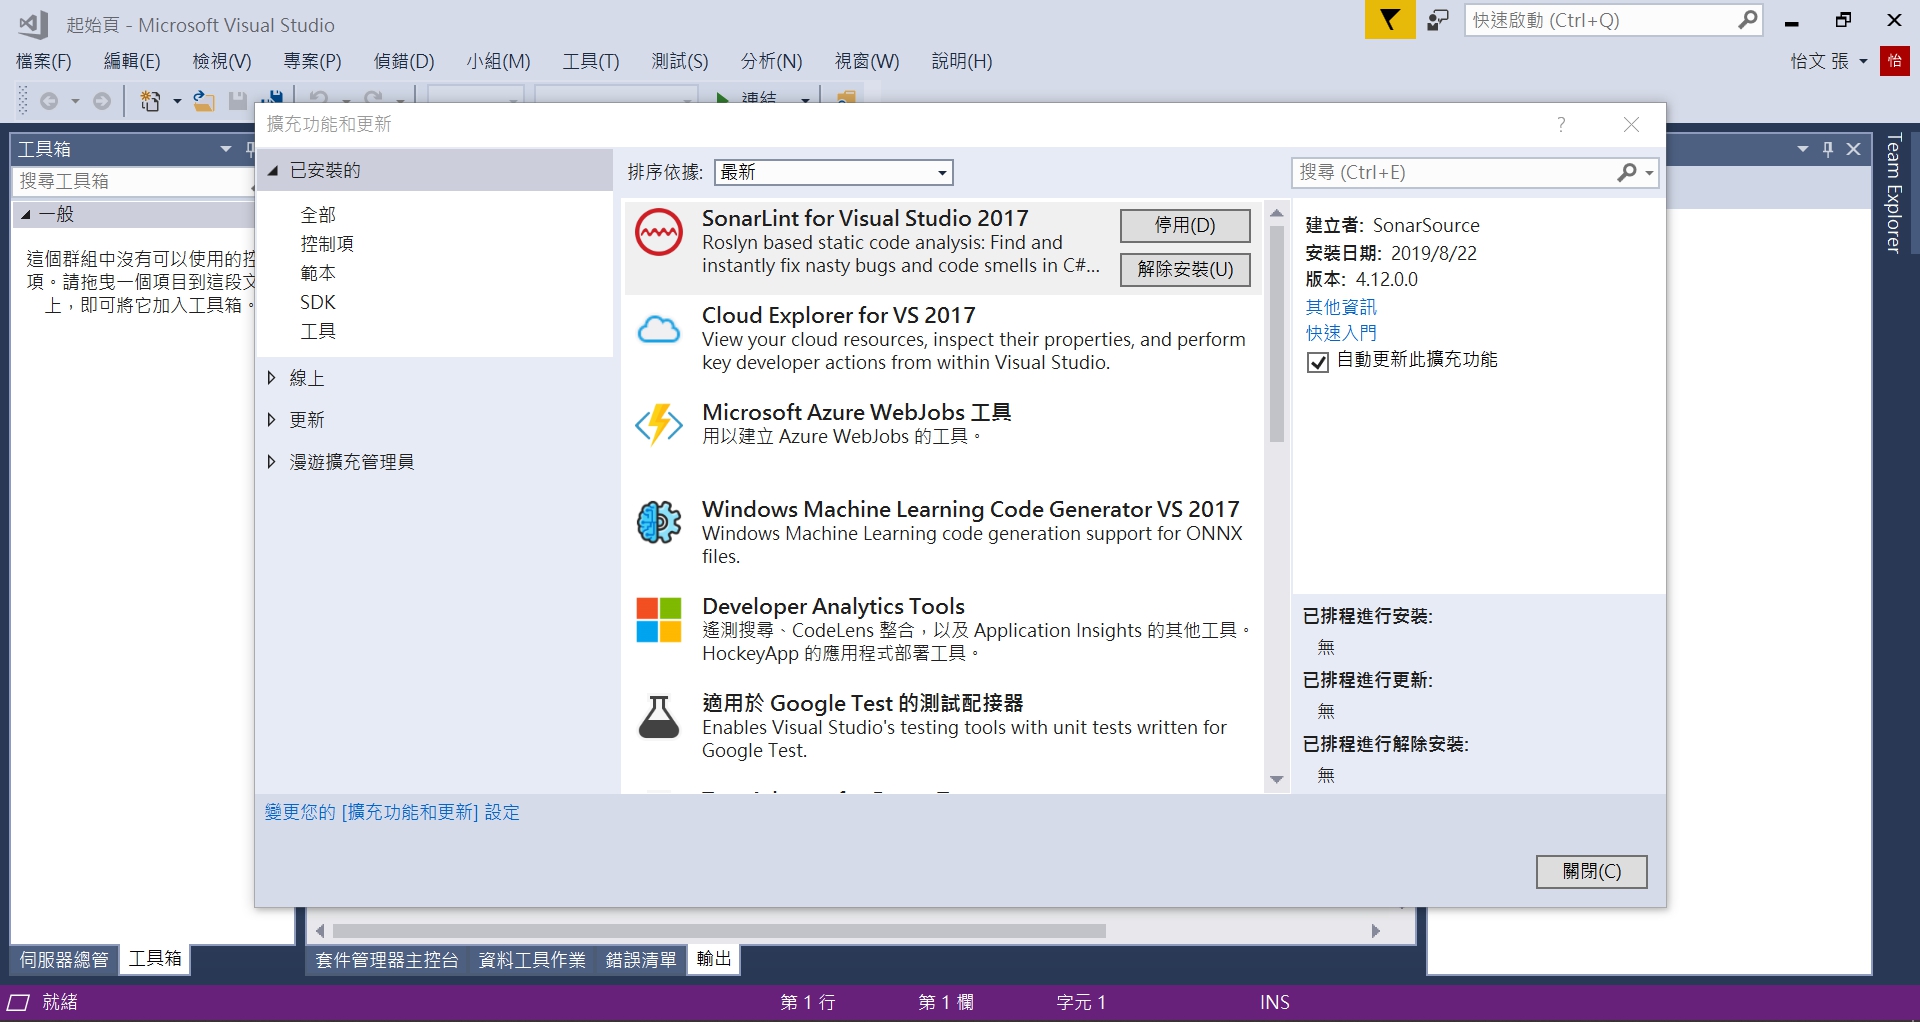 起始頁 - Microsoft Visual Studio
快速啟動 (Ctrl+Q)
檔案(F) 編輯(E) 檢視(V) 專案(P) 偵錯(D) 小組(M) 工具(T) 測試(S) 分析(N) 視窗(W) 說明(H)
怡文 張
怡
連結
工具箱
搜尋工具箱
一般
這個群組中沒有可以使用的控
項。請拖曳一個項目到這段文
上，即可將它加入工具箱。
擴充功能和更新
?
已安裝的
全部
控制項
範本
SDK
工具
線上
更新
漫遊擴充管理員
排序依據: 最新
搜尋 (Ctrl+E)
SonarLint for Visual Studio 2017
Roslyn based static code analysis: Find and
instantly fix nasty bugs and code smells in C#...
停用(D)
解除安裝(U)
Cloud Explorer for VS 2017
View your cloud resources, inspect their properties, and perform
key developer actions from within Visual Studio.
Microsoft Azure WebJobs 工具
用以建立 Azure WebJobs 的工具。
Windows Machine Learning Code Generator VS 2017
Windows Machine Learning code generation support for ONNX
files.
Developer Analytics Tools
遙測搜尋、CodeLens 整合，以及 Application Insights 的其他工具。
HockeyApp 的應用程式部署工具。
適用於 Google Test 的測試配接器
Enables Visual Studio's testing tools with unit tests written for
Google Test.
建立者: SonarSource
安裝日期: 2019/8/22
版本: 4.12.0.0
其他資訊
快速入門
自動更新此擴充功能
已排程進行安裝:
無
已排程進行更新:
無
已排程進行解除安裝:
無
變更您的 [擴充功能和更新] 設定
關閉(C)
Team Explorer
伺服器總管 工具箱
套件管理器主控台 資料工具作業 錯誤清單 輸出
就緒 第 1 行 第 1 欄 字元 1 INS